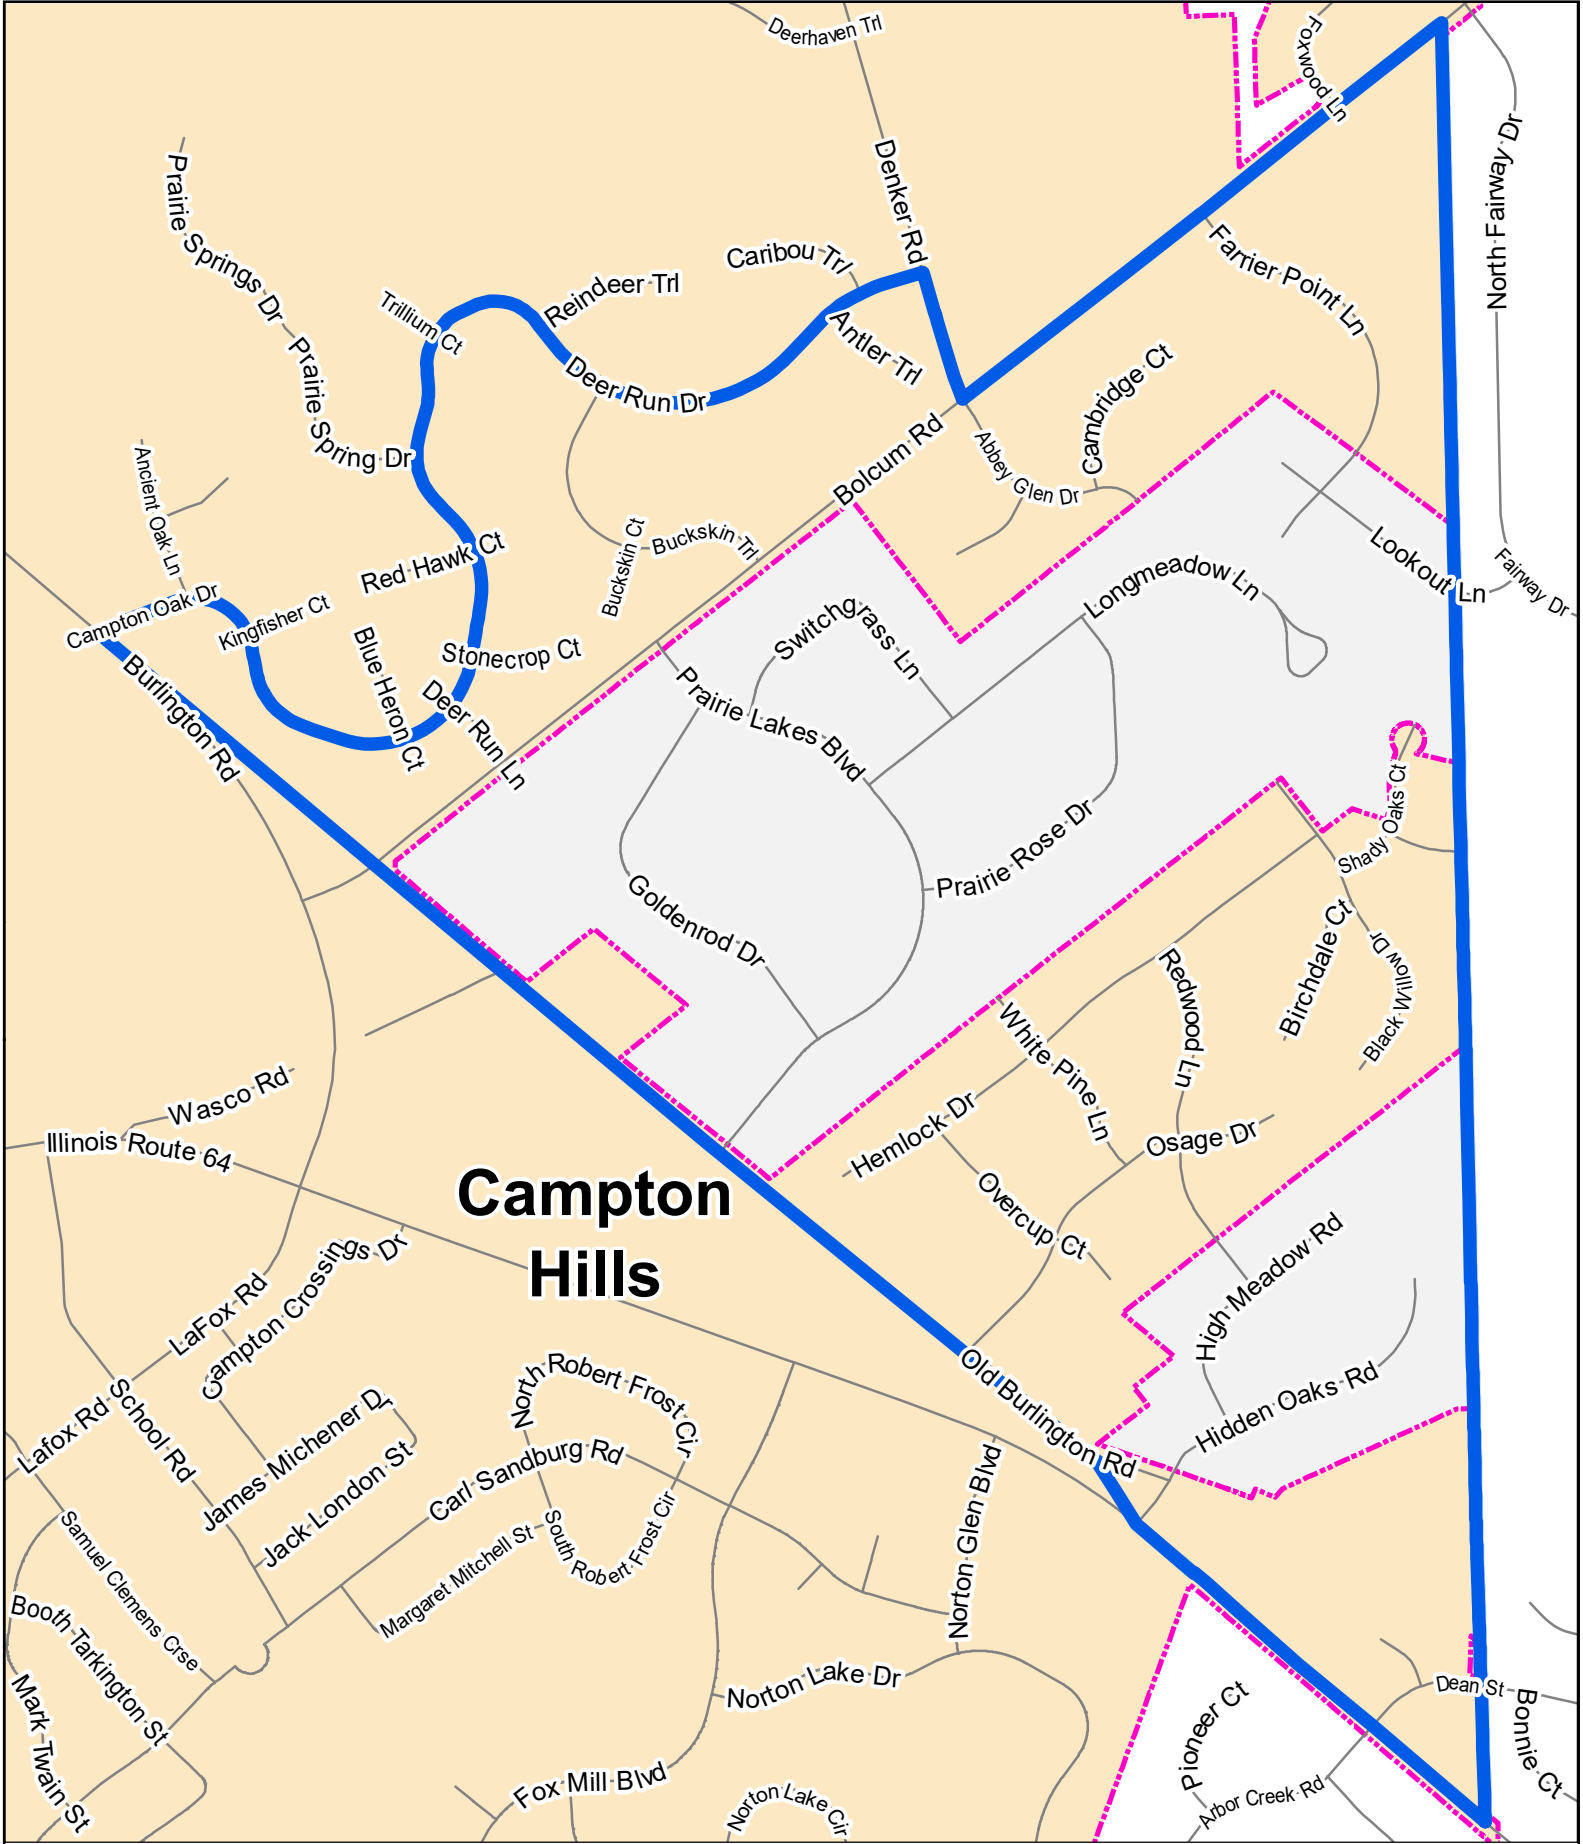 Deerhaven Trl
Foxwood Ln
North Fairway Dr
Denker Rd
Prairie Springs Dr
Caribou Trl
Farrier Point Ln
Reindeer Trl
Trillium Ct
Antler Trl
Prairie Spring Dr
Deer Run Dr
Cambridge Ct
Bolcum Rd
Abbey Glen Dr
Ancient Oak Ln
Red Hawk Ct
Buckskin Ct
Buckskin Trl
Lookout Ln
Fairway Dr
Longmeadow Ln
Switchgrass Ln
Campton Oak Dr
Kingfisher Ct
Blue Heron Ct
Stonecrop Ct
Burlington Rd
Deer Run Ln
Prairie Lakes Blvd
Shady Oaks Ct
Prairie Rose Dr
Goldenrod Dr
Birchdale Ct
Black Willow Dr
Redwood Ln
White Pine Ln
Wasco Rd
Hemlock Dr
Osage Dr
Illinois Route 64
Campton
Hills
Overcup Ct
High Meadow Rd
Campton Crossings Dr
LaFox Rd
Old Burlington Rd
Hidden Oaks Rd
North Robert Frost Cir
School Rd
Lafox Rd
James Michener Dr
Carl Sandburg Rd
Jack London St
Norton Glen Blvd
Samuel Clemens Crse
Margaret Mitchell St
South Robert Frost Cir
Booth Tarkington St
Mark Twain St
Norton Lake Dr
Dean St
Pioneer Ct
Bonnie Ct
Fox Mill Blvd
Norton Lake Cir
Arbor Creek Rd